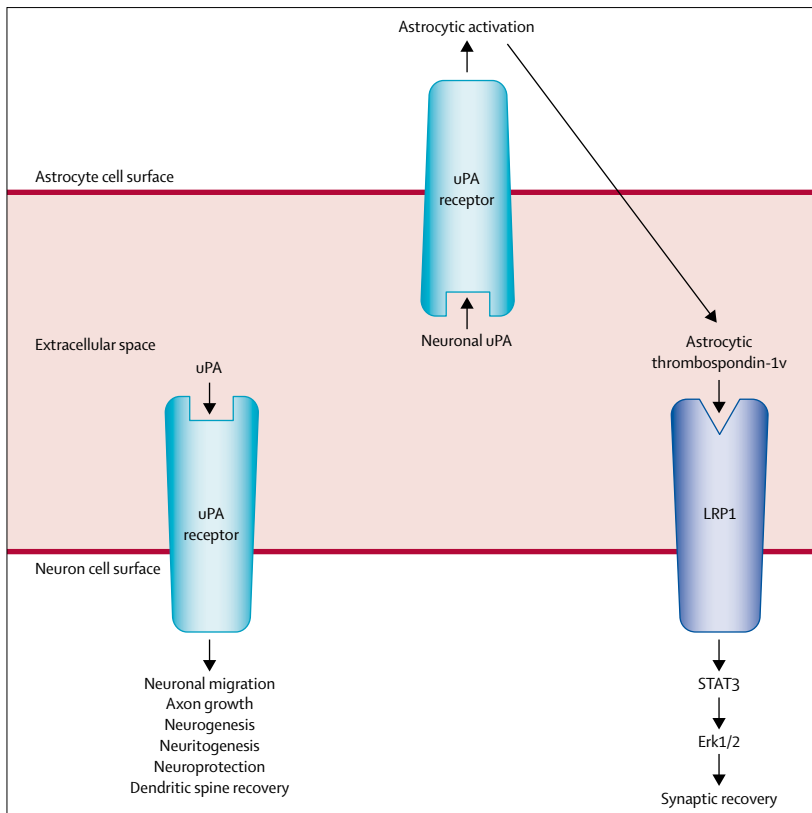 Astrocytic activation
uPA
receptor
Astrocyte cell surface
Extracellular space
Neuronal uPA
Astrocytic
thrombospondin-1v
uPA
uPA
receptor
LRP1
Neuron cell surface
Neuronal migration
Axon growth
Neurogenesis
Neuritogenesis
Neuroprotection
Dendritic spine recovery
STAT3
Erk1/2
Synaptic recovery